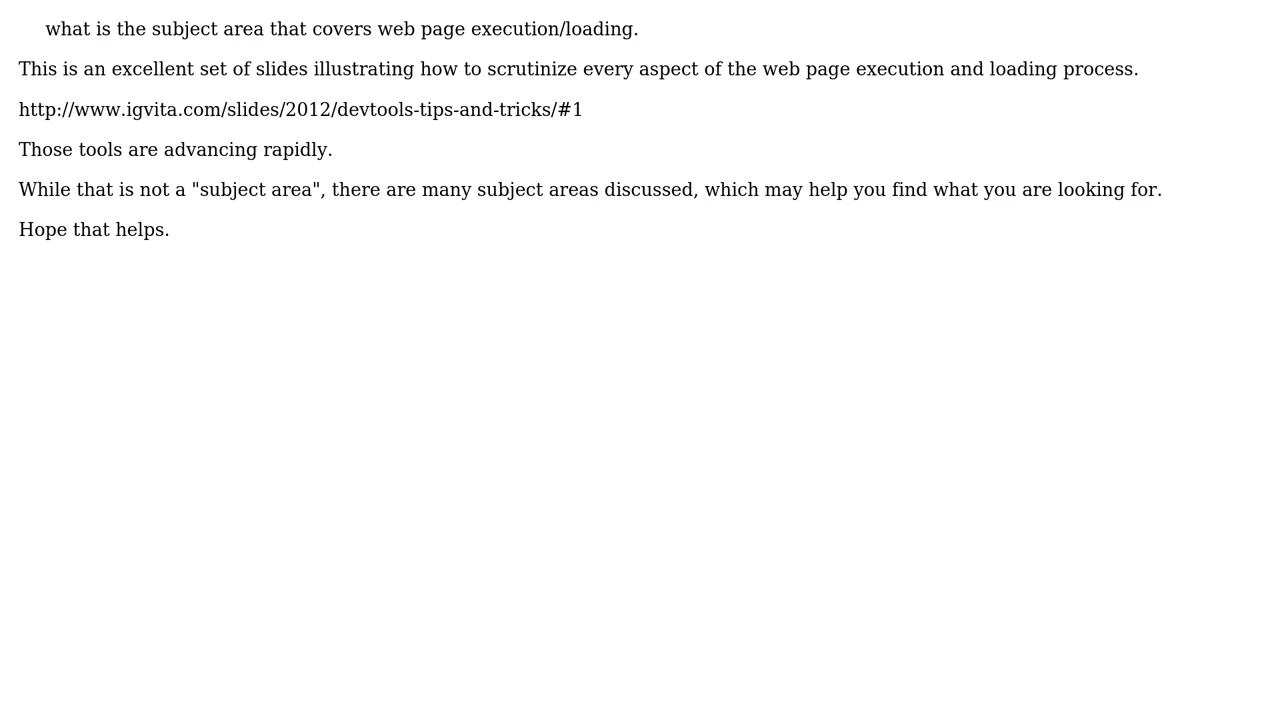 what is the subject area that covers web page execution/loading.
This is an excellent set of slides illustrating how to scrutinize every aspect of the web page execution and loading process.
http://www.igvita.com/slides/2012/devtools-tips-and-tricks/#1
Those tools are advancing rapidly.
While that is not a "subject area", there are many subject areas discussed, which may help you find what you are looking for.
Hope that helps.